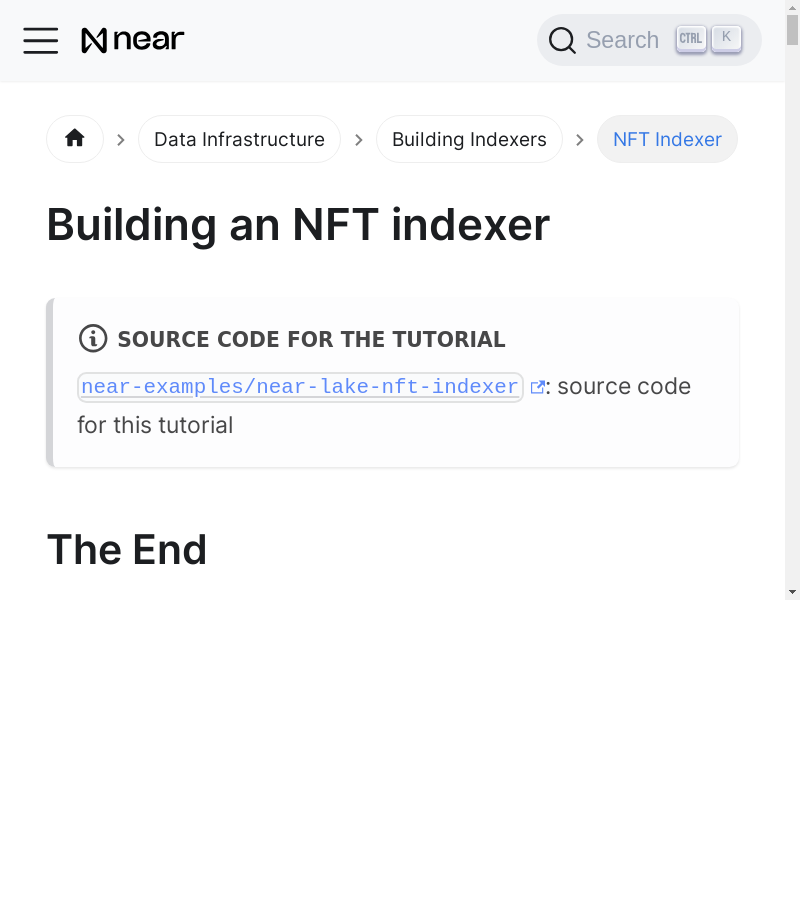 near
Search CTRL K
Data Infrastructure Building Indexers NFT Indexer
Building an NFT indexer
SOURCE CODE FOR THE TUTORIAL
near-examples/near-lake-nft-indexer : source code
for this tutorial
The End